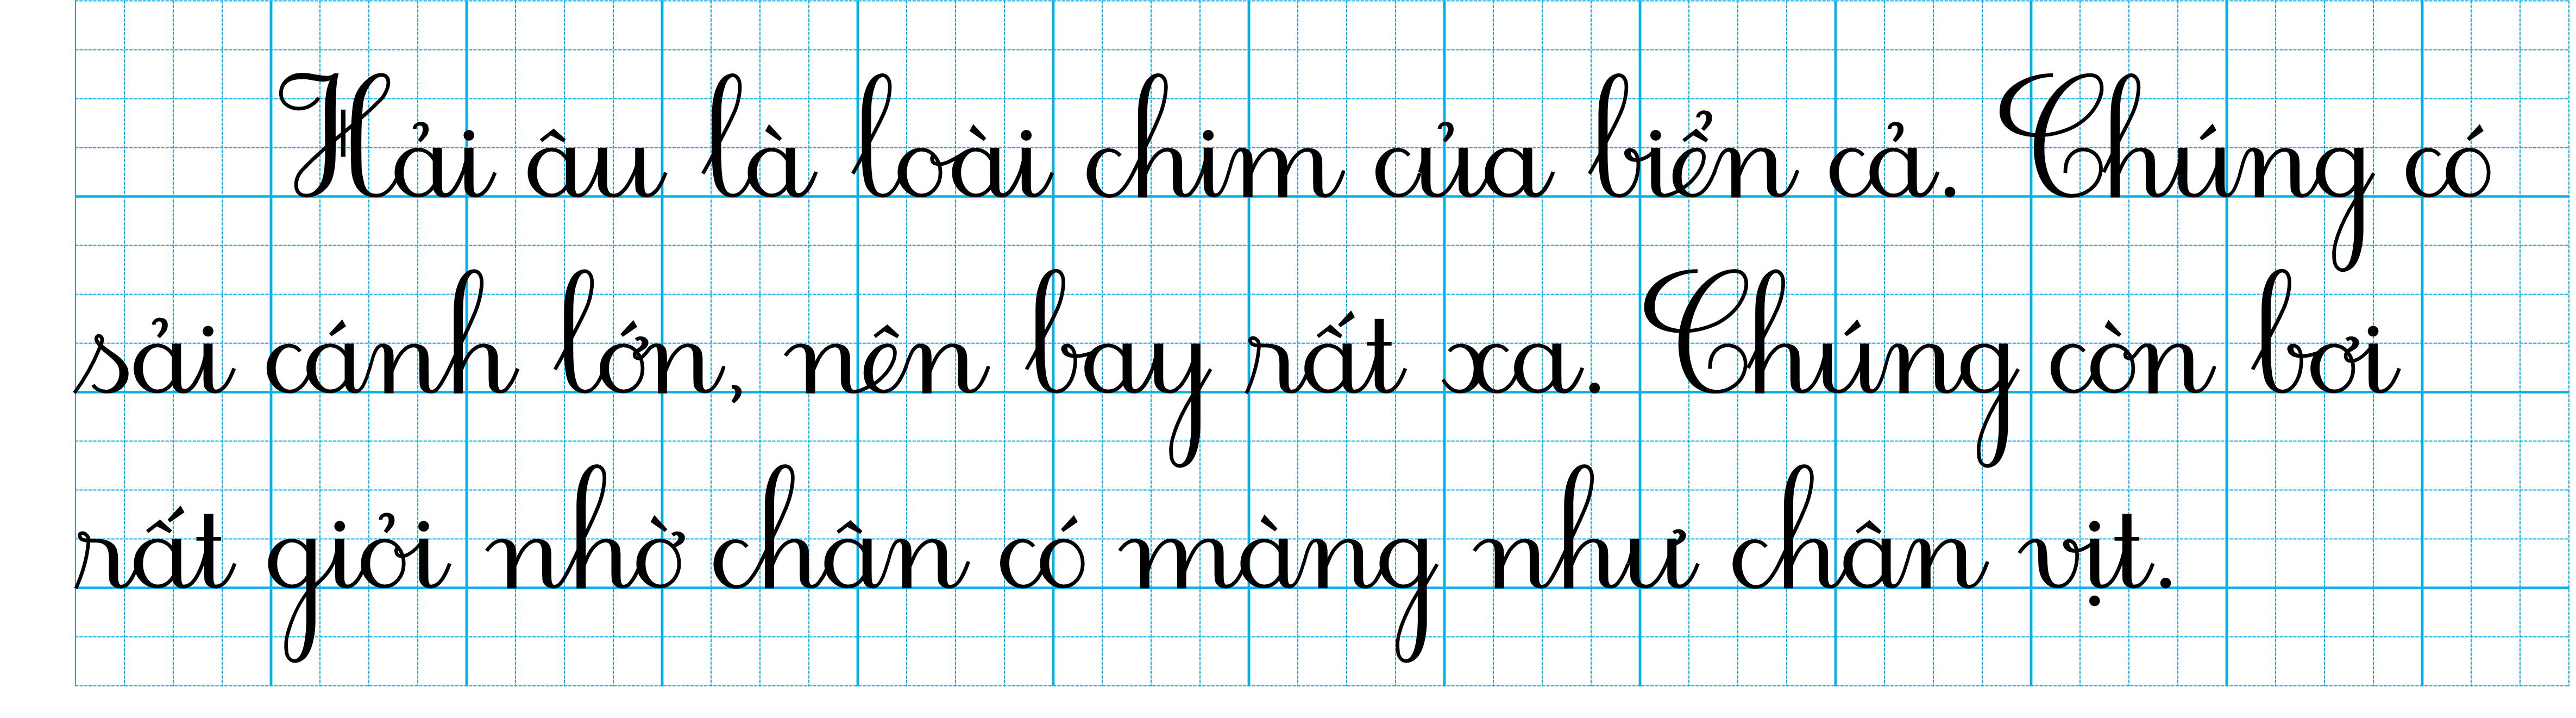 Hải âu là loài chim của biển cả. Chúng có
sải cánh lớn, nên bay rất xa. Chúng còn bơi
rất giỏi nhờ chân có màng như chân vịt.